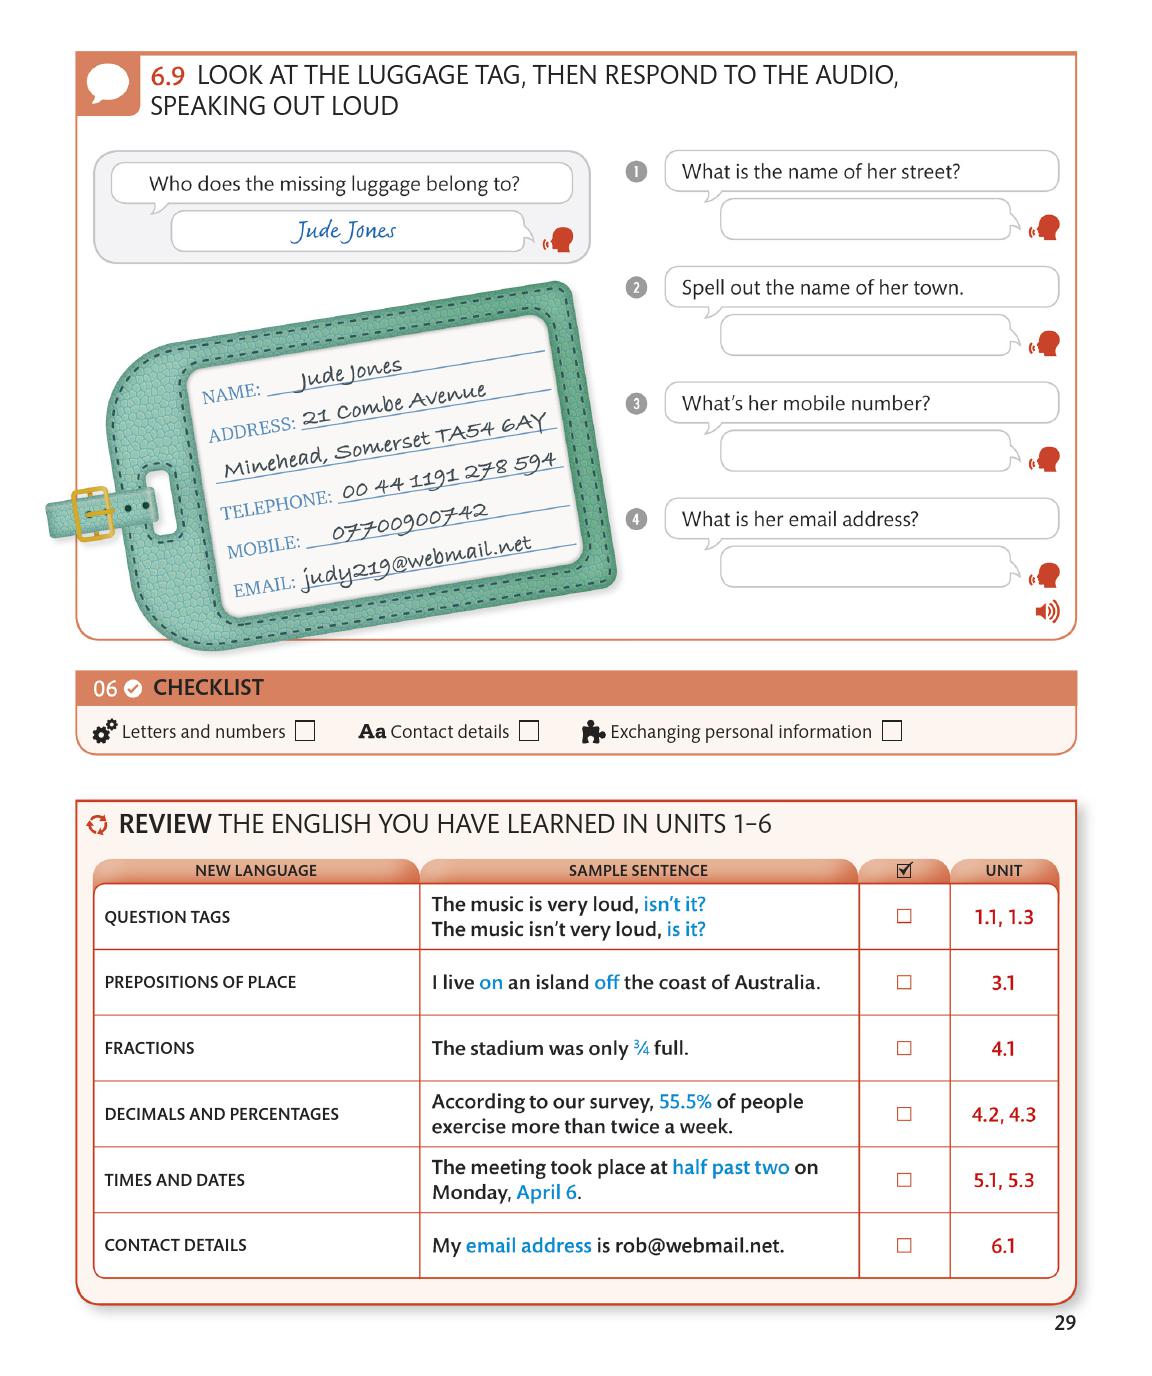 6.9 LOOK AT THE LUGGAGE TAG, THEN RESPOND TO THE AUDIO,
SPEAKING OUT LOUD
Who does the missing luggage belong to?
Jude Jones
NAME: Jude Jones
ADDRESS: 21 Combe Avenue
Minehead, Somerset TA54 6AY
TELEPHONE: 00 44 1191 278 594
MOBILE: 07700900742
EMAIL: judy219@webmail.net
1 What is the name of her street?
2 Spell out the name of her town.
3 What's her mobile number?
4 What is her email address?
06 CHECKLIST
Letters and numbers Aa Contact details Exchanging personal information
REVIEW THE ENGLISH YOU HAVE LEARNED IN UNITS 1–6
NEW LANGUAGE SAMPLE SENTENCE UNIT
QUESTION TAGS The music is very loud, isn't it?
The music isn't very loud, is it? 1.1, 1.3
PREPOSITIONS OF PLACE I live on an island off the coast of Australia. 3.1
FRACTIONS The stadium was only ¾ full. 4.1
DECIMALS AND PERCENTAGES According to our survey, 55.5% of people
exercise more than twice a week. 4.2, 4.3
TIMES AND DATES The meeting took place at half past two on
Monday, April 6. 5.1, 5.3
CONTACT DETAILS My email address is rob@webmail.net. 6.1
29